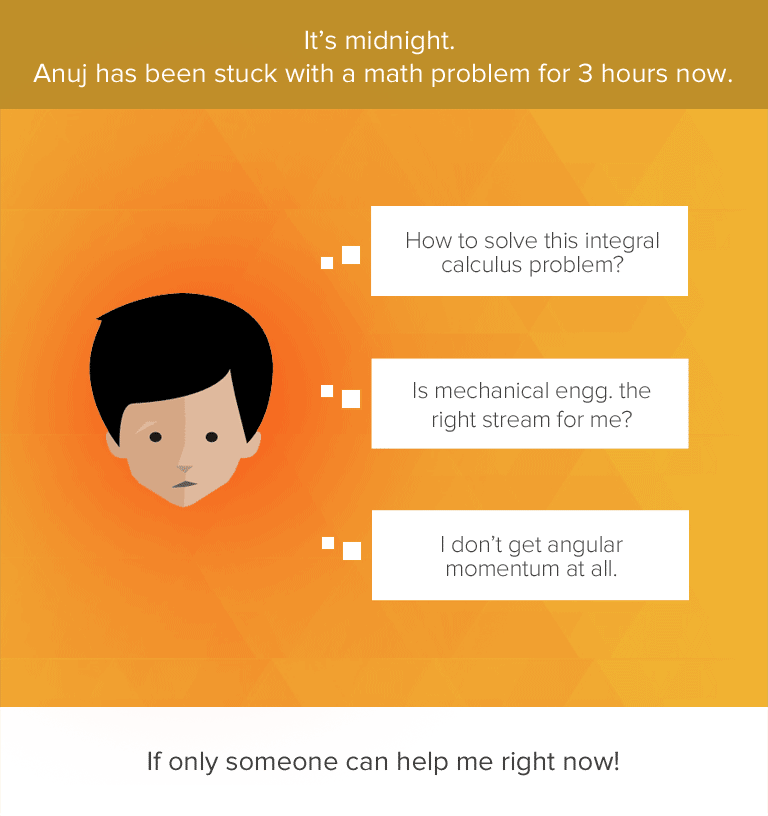 It’s midnight.
Anuj has been stuck with a math problem for 3 hours now.
How to solve this integral
calculus problem?
Is mechanical engg. the
right stream for me?
I don’t get angular
momentum at all.
If only someone can help me right now!